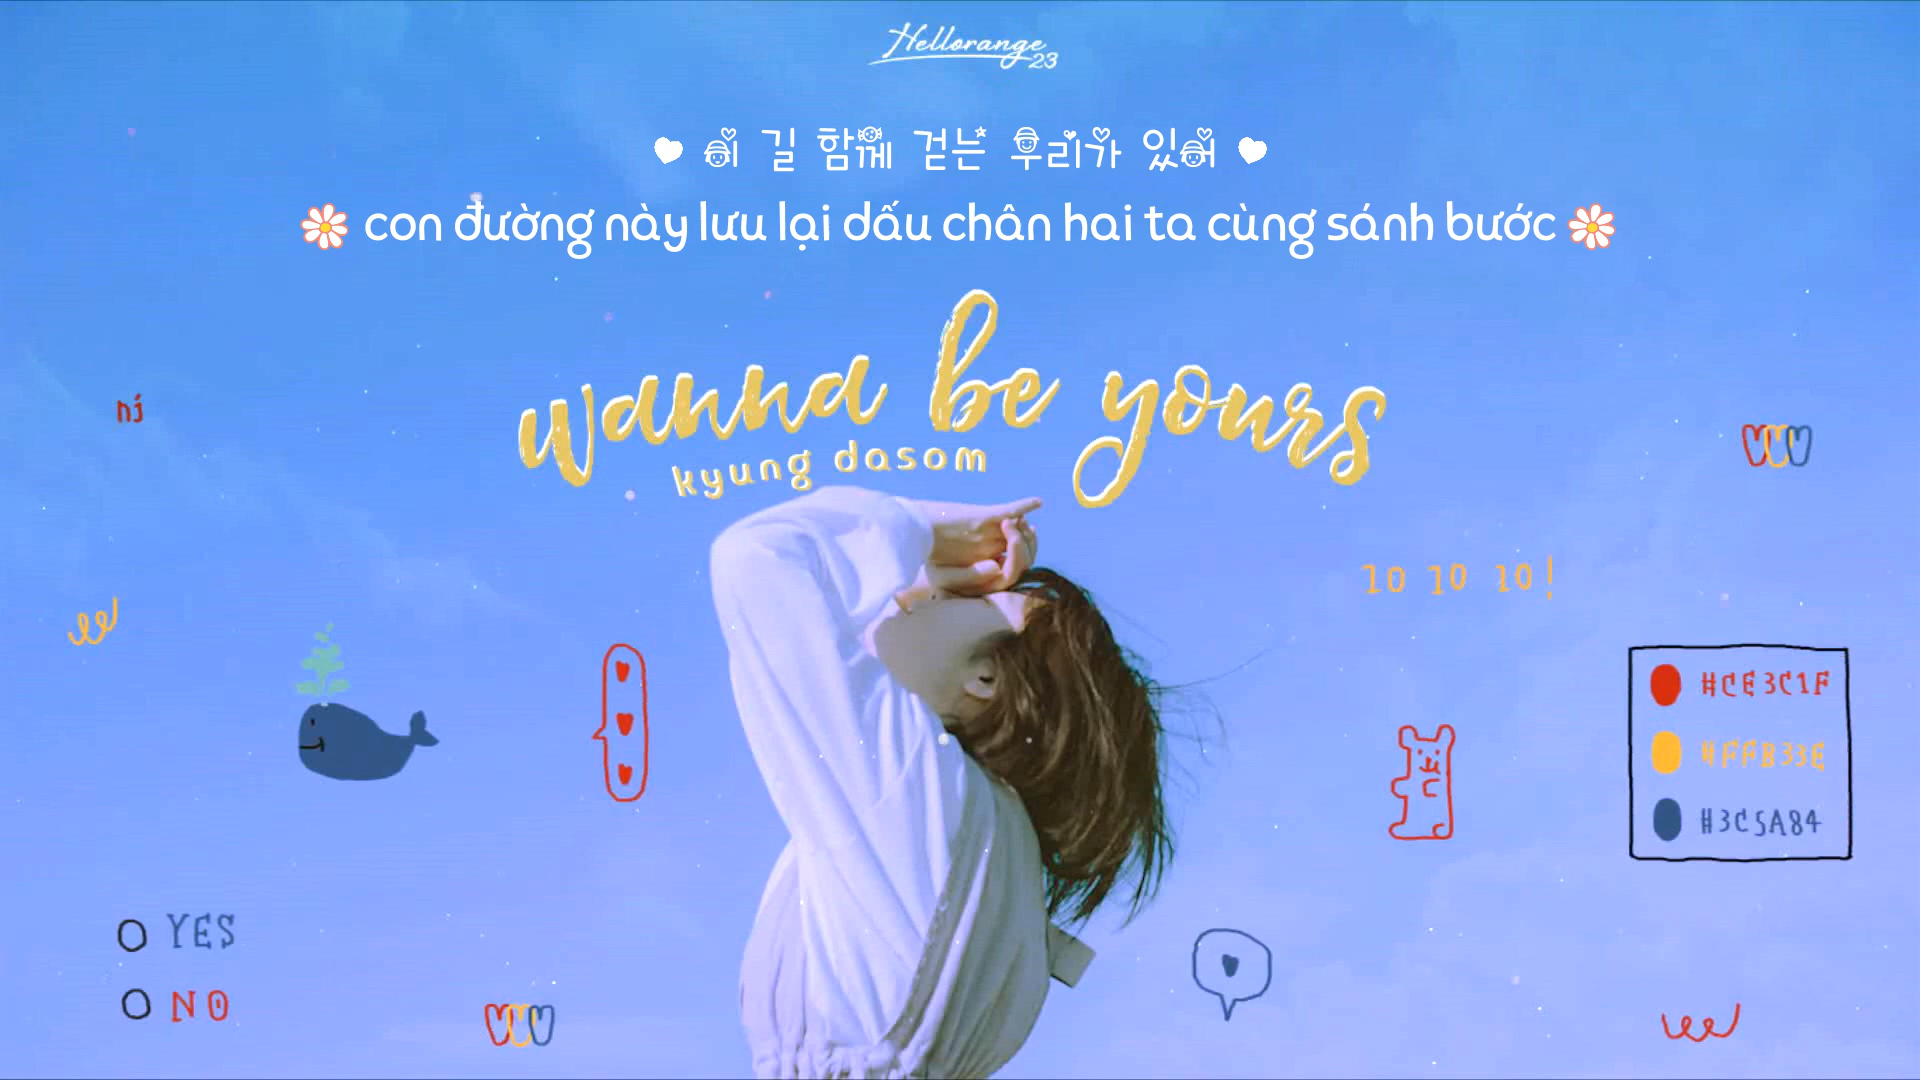 Hellorange
23
이 길 함께 걷는 우리가 있어
con đường này lưu lại dấu chân hai ta cùng sánh bước
wanna be yours
kyung dasom
hi
10 10 10!
#CE3C1F
#FFB33E
#3C5A84
YES
NO